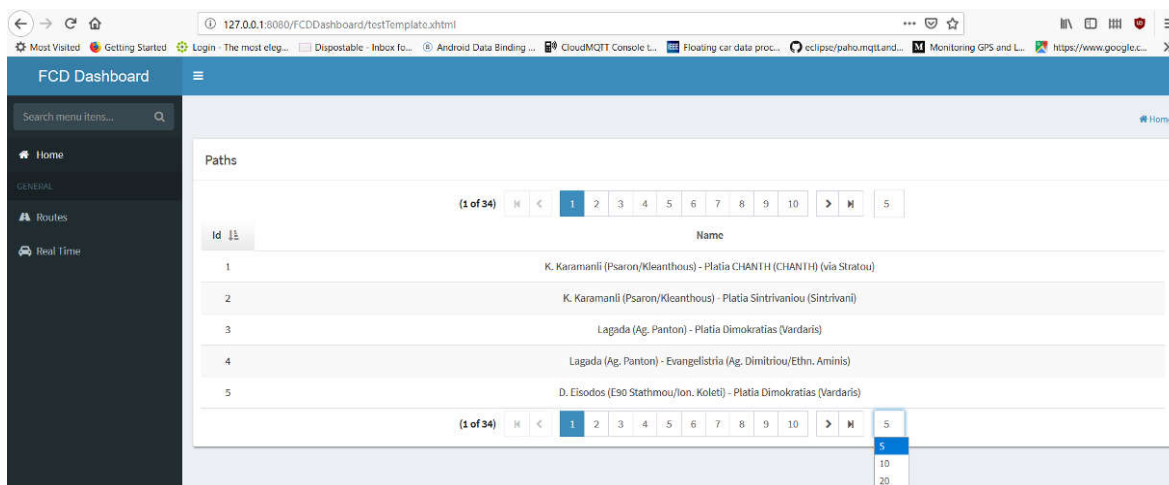 127.0.0.1:8080/FCDDashboard/testTemplate.xhtml
Most Visited Getting Started Login - The most eleg... Dispostable - Inbox fo... Android Data Binding ... CloudMQTT Console t... Floating car data proc... eclipse/paho.mqtt.and... Monitoring GPS and L... https://www.google.c...
FCD Dashboard
Search menu itens...
Home
Home
GENERAL
Routes
Real Time
Paths
(1 of 34) 1 2 3 4 5 6 7 8 9 10 5
Id Name
1 K. Karamanli (Psaron/Kleanthous) - Platia CHANTH (CHANTH) (via Stratou)
2 K. Karamanli (Psaron/Kleanthous) - Platia Sintrivaniou (Sintrivani)
3 Lagada (Ag. Panton) - Platia Dimokratias (Vardaris)
4 Lagada (Ag. Panton) - Evangelistria (Ag. Dimitriou/Ethn. Aminis)
5 D. Eisodos (E90 Stathmou/Ion. Koleti) - Platia Dimokratias (Vardaris)
(1 of 34) 1 2 3 4 5 6 7 8 9 10 5
5
10
20